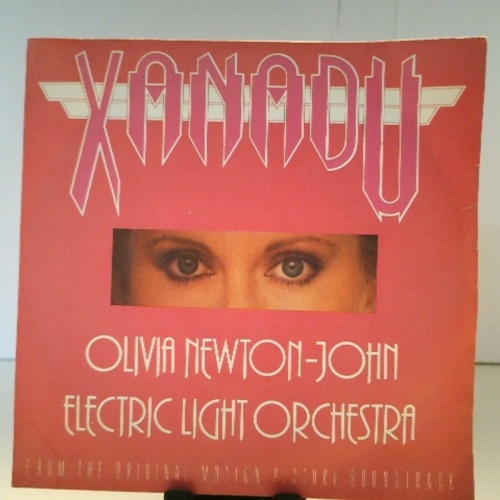 XANADU
OLIVIA NEWTON-JOHN
ELECTRIC LIGHT ORCHESTRA
FROM THE ORIGINAL MOTION PICTURE SOUNDTRACK